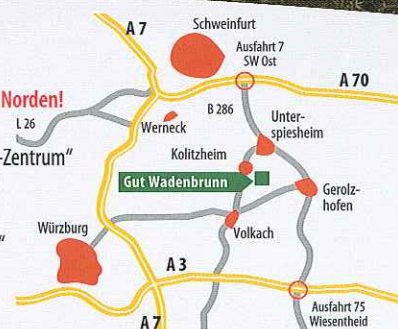 A 7
Schweinfurt
Ausfahrt 7
SW Ost
A 70
Norden!
B 286
L 26
Werneck
Unter-
spiesheim
-Zentrum“
Kolitzheim
Gut Wadenbrunn
Gerolz-
hofen
Würzburg
Volkach
“
A 3
Ausfahrt 75
Wiesentheid
A 7